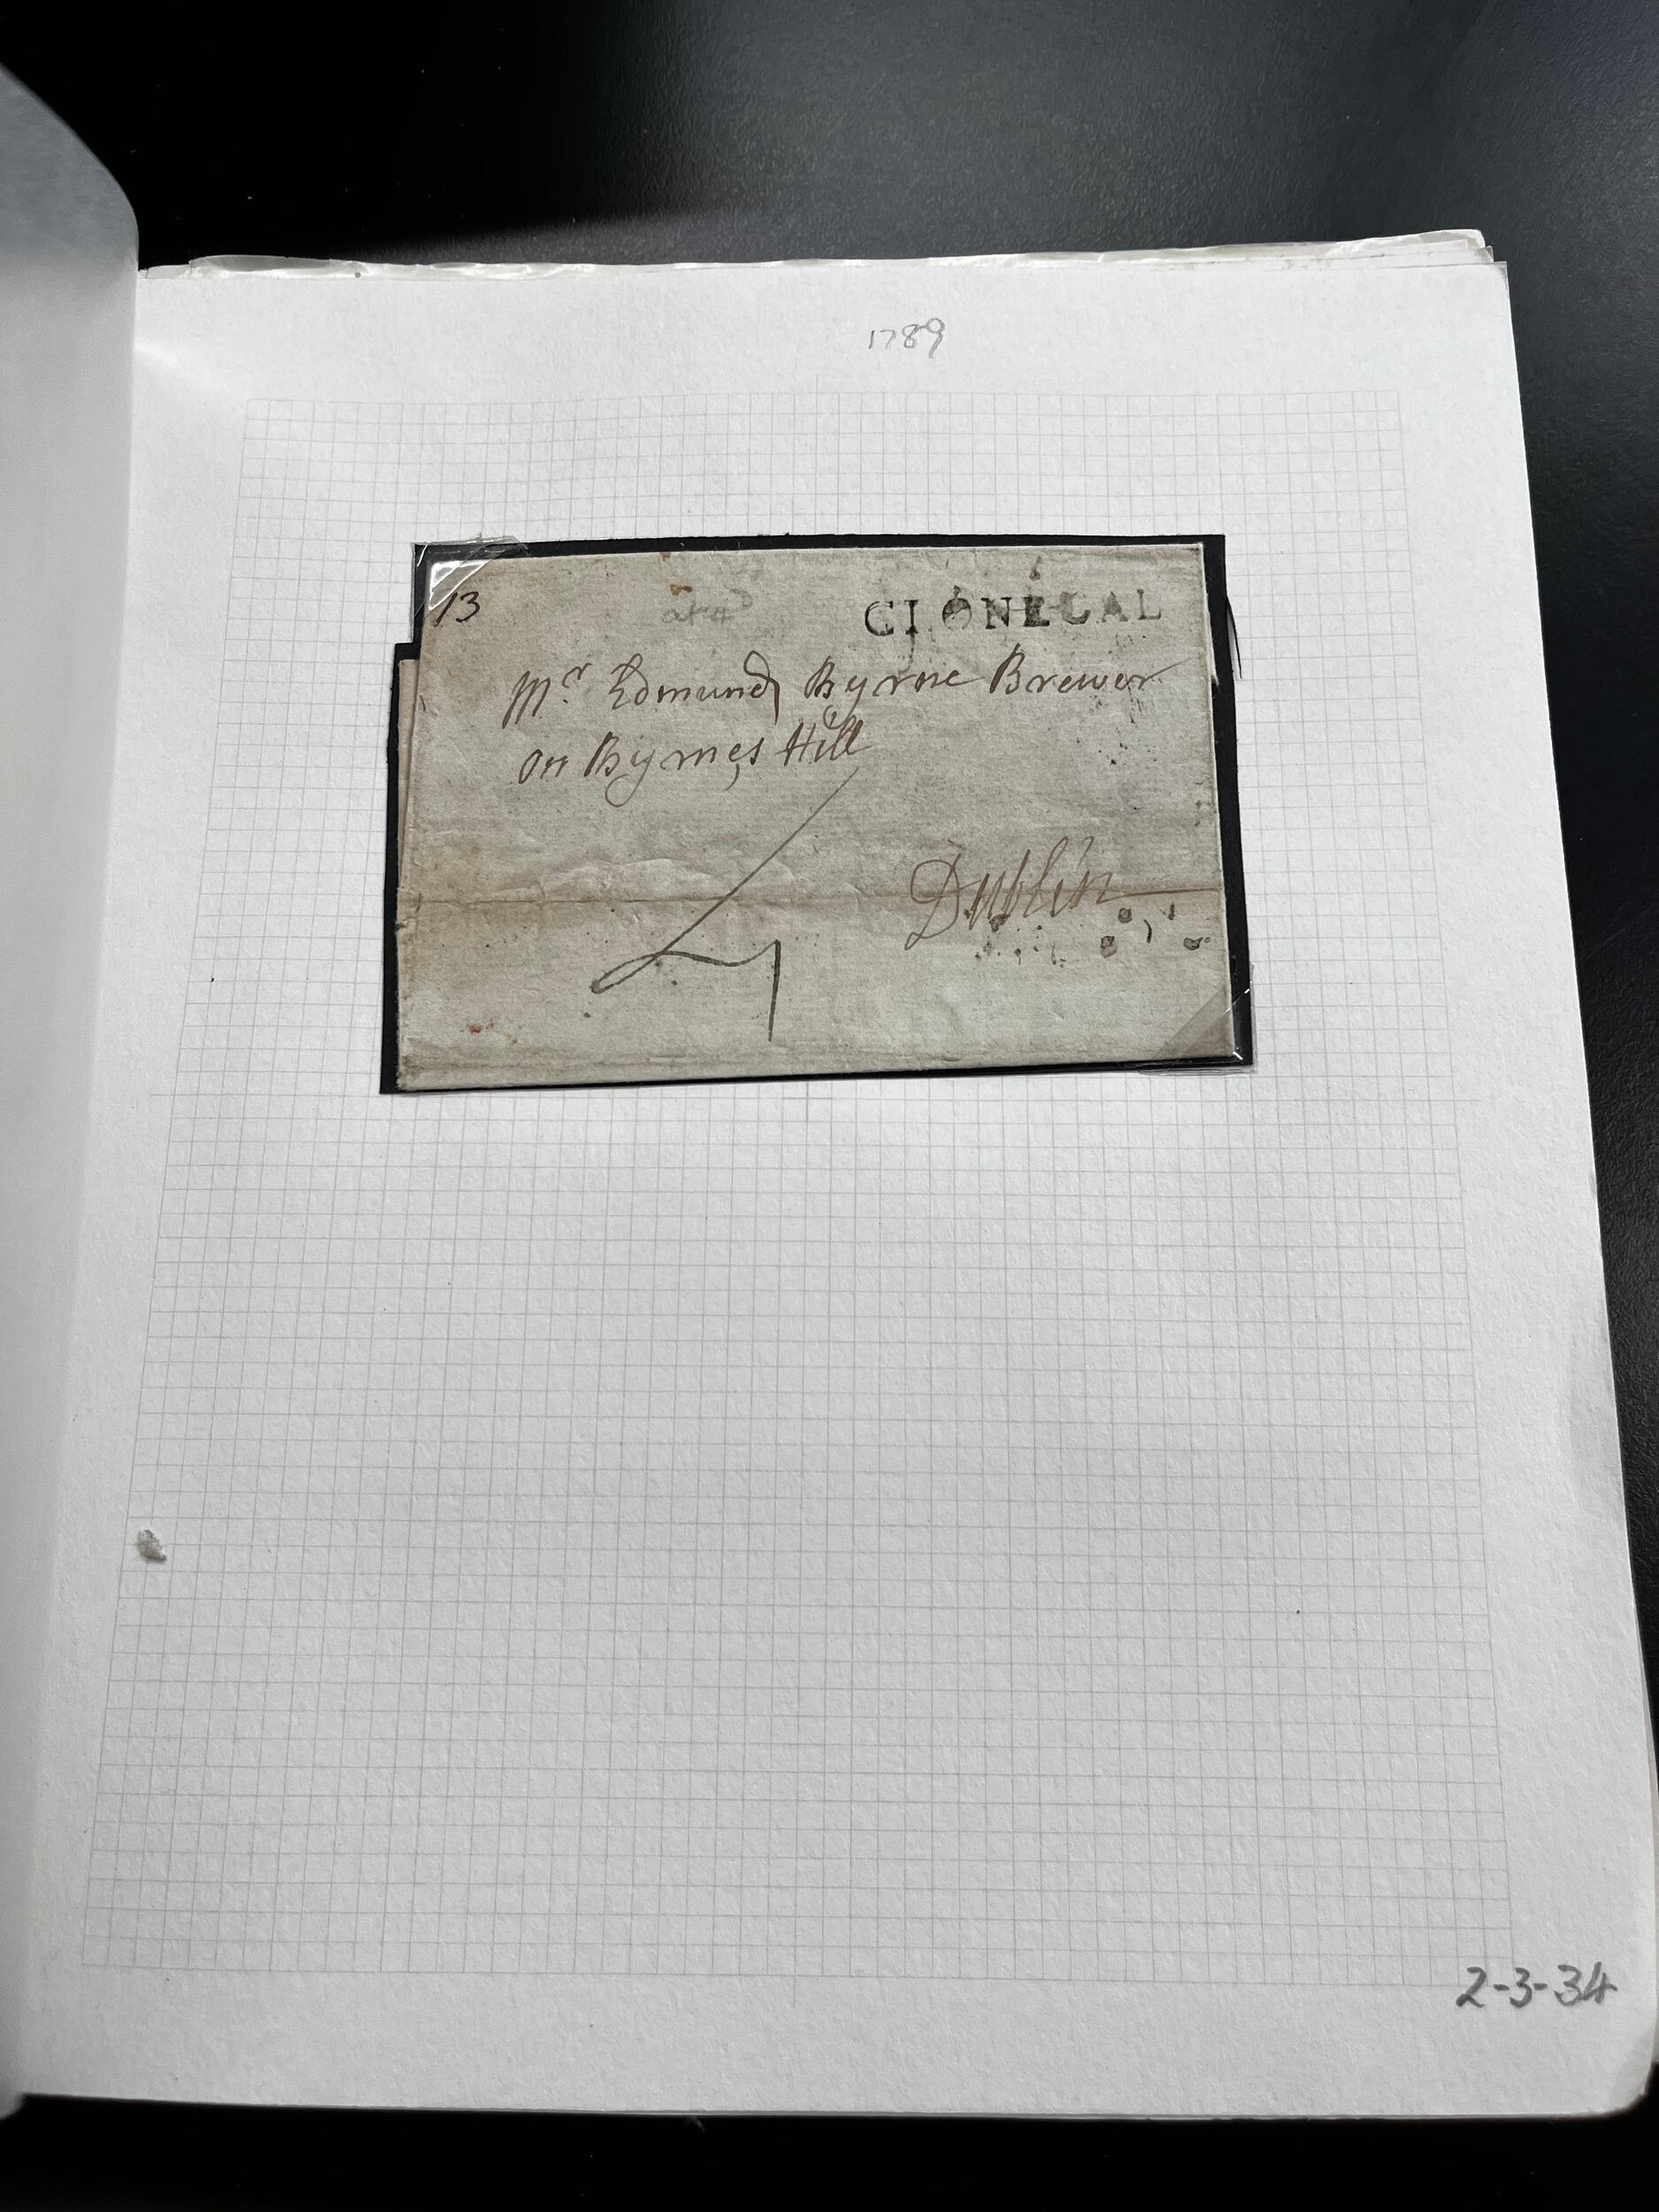 1789
13
CLONEGAL
Mr Edmund Byrne Brewer
on Byrnes Hill
Dublin
4
2-3-34